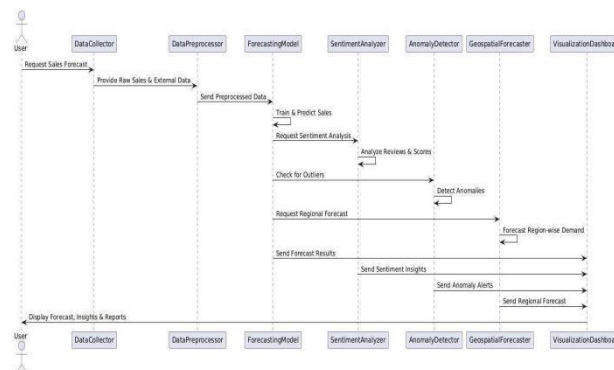 User
DataCollector
DataPreprocessor
ForecastingModel
SentimentAnalyzer
AnomalyDetector
GeospatialForecaster
VisualizationDashboa
Request Sales Forecast
Provide Raw Sales & External Data
Send Preprocessed Data
Train & Predict Sales
Request Sentiment Analysis
Analyze Reviews & Scores
Check for Outliers
Detect Anomalies
Request Regional Forecast
Forecast Region-wise Demand
Send Forecast Results
Send Sentiment Insights
Send Anomaly Alerts
Send Regional Forecast
Display Forecast, Insights & Reports
User
DataCollector
DataPreprocessor
ForecastingModel
SentimentAnalyzer
AnomalyDetector
GeospatialForecaster
VisualizationDashboa